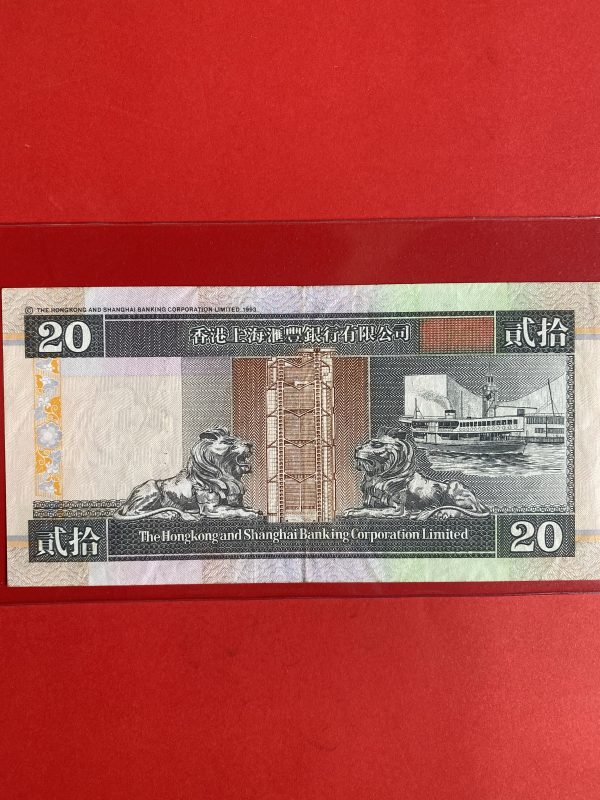 © THE HONGKONG AND SHANGHAI BANKING CORPORATION LIMITED 1993
20 香港上海滙豐銀行有限公司 貳拾
貳拾 The Hongkong and Shanghai Banking Corporation Limited 20